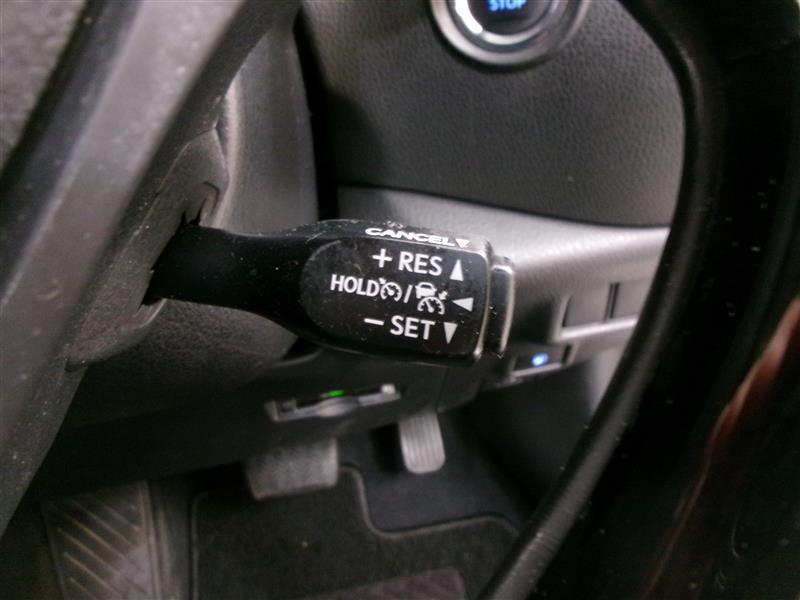 STOP
CANCEL▼
+ RES ▲
HOLD / ◀
− SET ▼